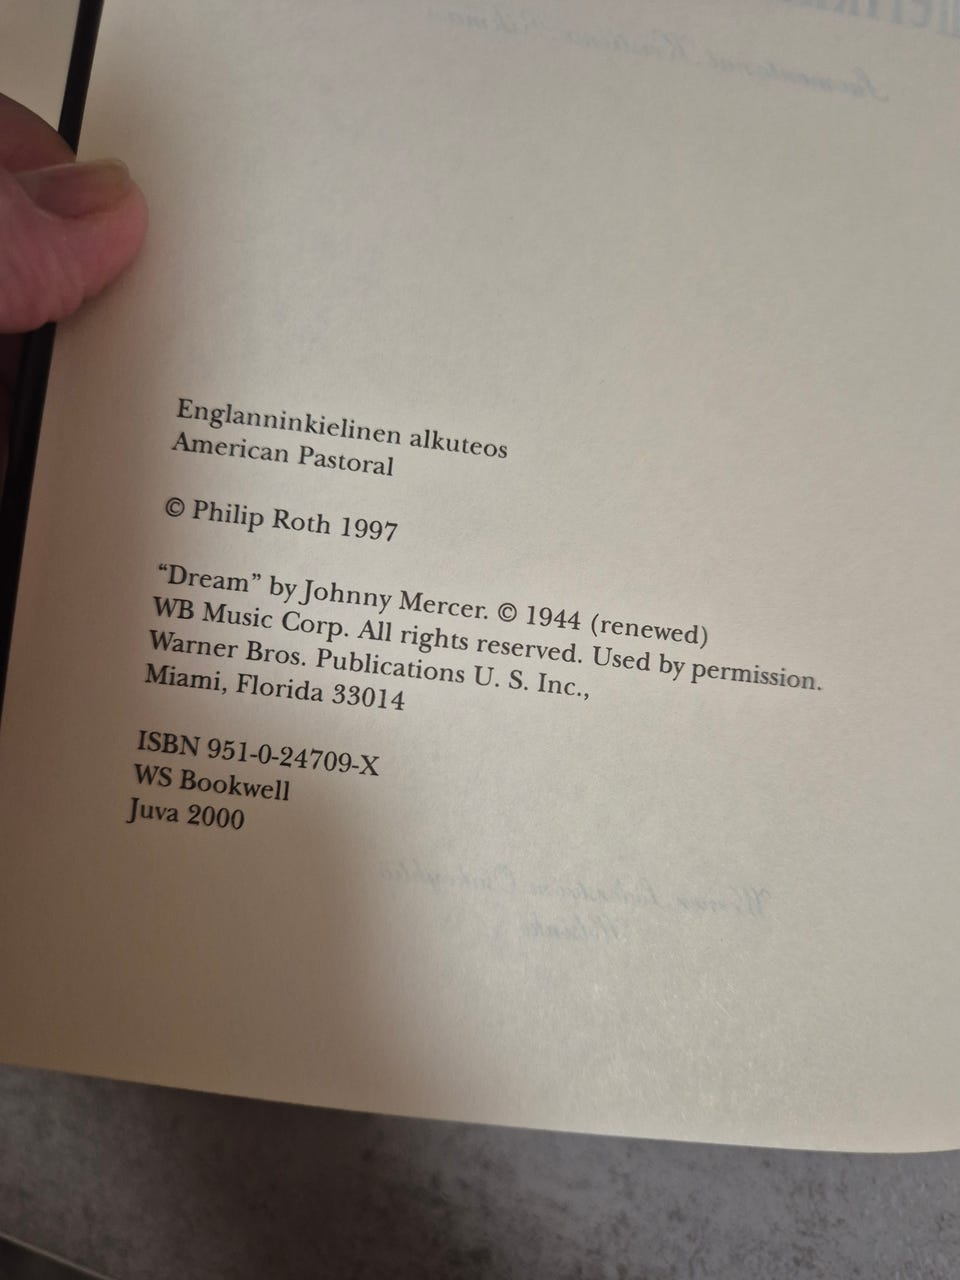 Englanninkielinen alkuteos
American Pastoral
© Philip Roth 1997
“Dream” by Johnny Mercer. © 1944 (renewed)
WB Music Corp. All rights reserved. Used by permission.
Warner Bros. Publications U. S. Inc.,
Miami, Florida 33014
ISBN 951-0-24709-X
WS Bookwell
Juva 2000